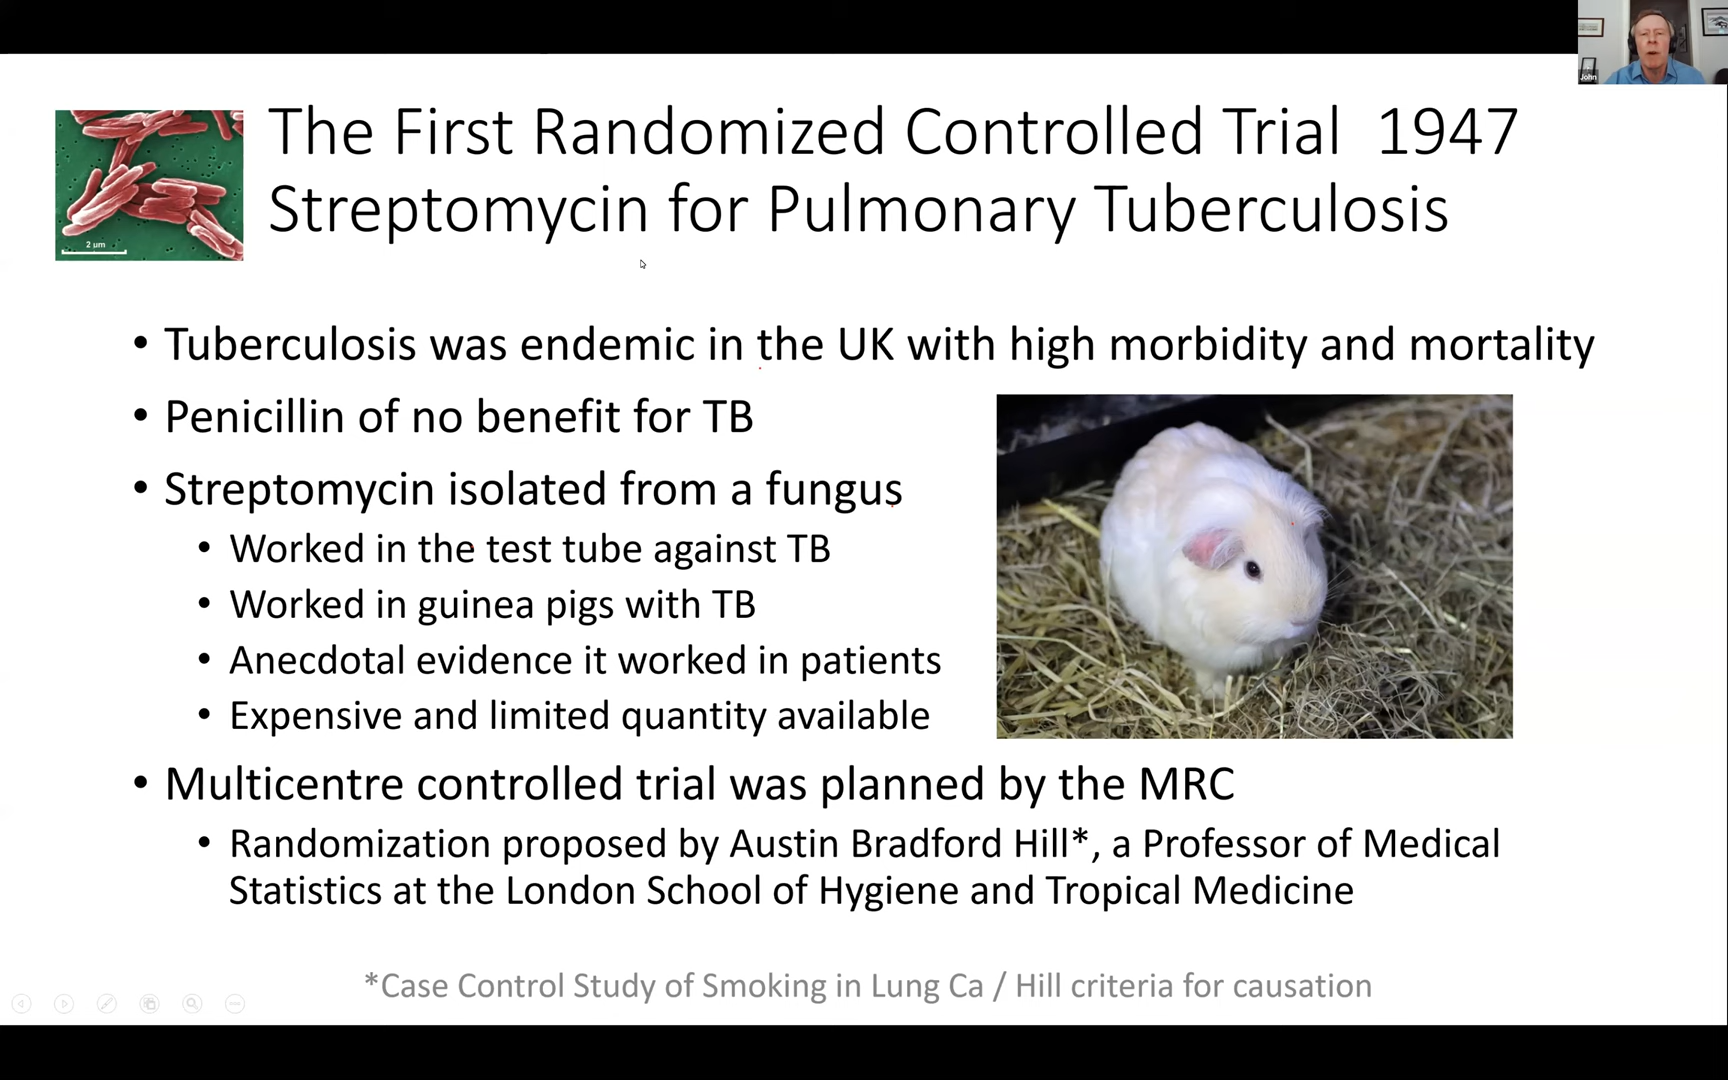 John
The First Randomized Controlled Trial 1947
Streptomycin for Pulmonary Tuberculosis
2 um
• Tuberculosis was endemic in the UK with high morbidity and mortality
• Penicillin of no benefit for TB
• Streptomycin isolated from a fungus
• Worked in the test tube against TB
• Worked in guinea pigs with TB
• Anecdotal evidence it worked in patients
• Expensive and limited quantity available
• Multicentre controlled trial was planned by the MRC
• Randomization proposed by Austin Bradford Hill*, a Professor of Medical
Statistics at the London School of Hygiene and Tropical Medicine
*Case Control Study of Smoking in Lung Ca / Hill criteria for causation